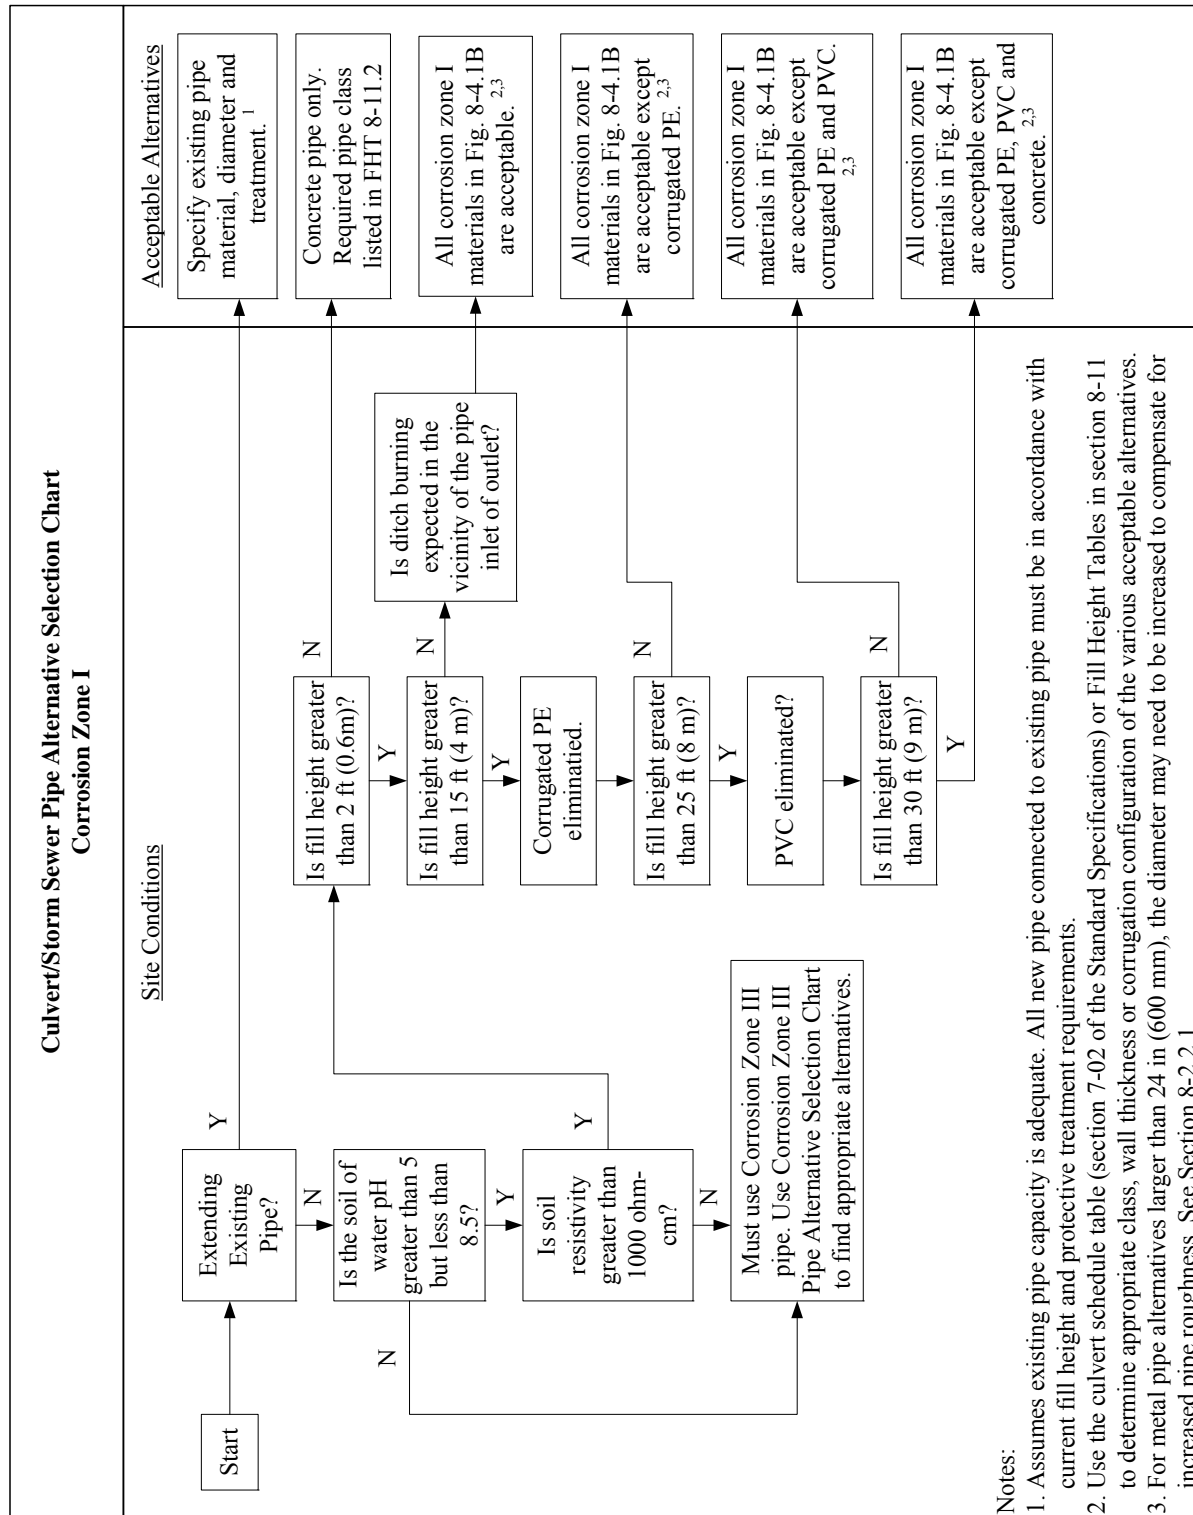 Culvert/Storm Sewer Pipe Alternative Selection Chart
Corrosion Zone I
Site Conditions
Acceptable Alternatives
Start
Extending
Existing
Pipe?
Y
N
Is the soil of
water pH
greater than 5
but less than
8.5?
N
Y
Is soil
resistivity
greater than
1000 ohm-
cm?
Y
N
Must use Corrosion Zone III
pipe. Use Corrosion Zone III
Pipe Alternative Selection Chart
to find appropriate alternatives.
Is fill height greater
than 2 ft (0.6m)?
N
Y
Is fill height greater
than 15 ft (4 m)?
N
Y
Is ditch burning
expected in the
vicinity of the pipe
inlet of outlet?
Corrugated PE
eliminatied.
Is fill height greater
than 25 ft (8 m)?
N
Y
PVC eliminated?
Is fill height greater
than 30 ft (9 m)?
N
Y
Specify existing pipe
material, diameter and
treatment. 1
Concrete pipe only.
Required pipe class
listed in FHT 8-11.2
All corrosion zone I
materials in Fig. 8-4.1B
are acceptable. 2,3
All corrosion zone I
materials in Fig. 8-4.1B
are acceptable except
corrugated PE. 2,3
All corrosion zone I
materials in Fig. 8-4.1B
are acceptable except
corrugated PE and PVC.
2,3
All corrosion zone I
materials in Fig. 8-4.1B
are acceptable except
corrugated PE, PVC and
concrete. 2,3
Notes:
1. Assumes existing pipe capacity is adequate. All new pipe connected to existing pipe must be in accordance with
current fill height and protective treatment requirements.
2. Use the culvert schedule table (section 7-02 of the Standard Specifications) or Fill Height Tables in section 8-11
to determine appropriate class, wall thickness or corrugation configuration of the various acceptable alternatives.
3. For metal pipe alternatives larger than 24 in (600 mm), the diameter may need to be increased to compensate for
increased pipe roughness. See Section 8-2.2.1